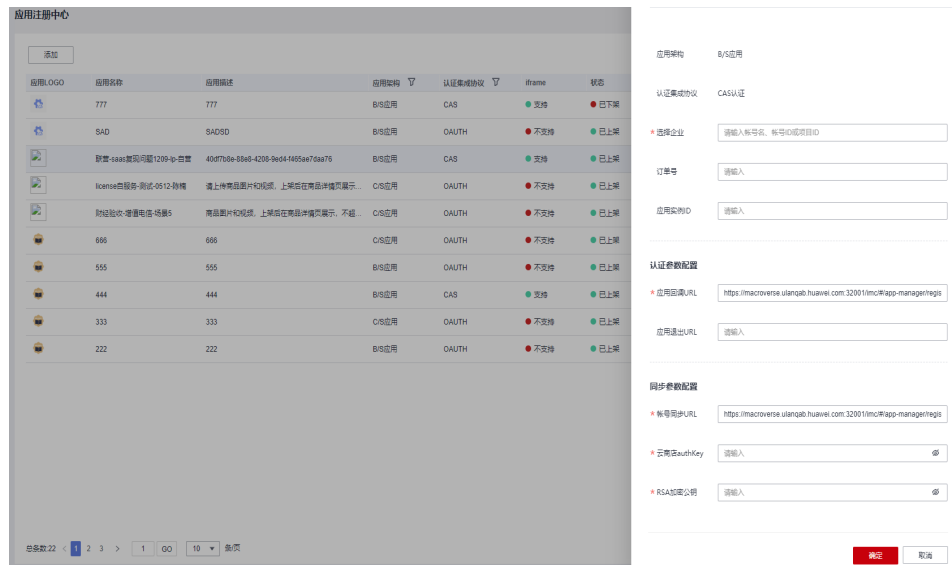 应用注册中心
添加
应用LOGO 应用名称 应用描述 应用架构 认证集成协议 iframe 状态
777 777 B/S应用 CAS 支持 已下架
SAD SADSD B/S应用 OAUTH 不支持 已上架
联营-saas复现问题1209-lp-自营 40df7b8e-88e8-4208-9ed4-f465ae7daa76 B/S应用 CAS 支持 已上架
license自服务-测试-0512-陈楠 请上传商品图片和视频,上架后在商品详情页展示... C/S应用 OAUTH 不支持 已上架
财经验收-增值电信-场景5 商品图片和视频,上架后在商品详情页展示,不超... C/S应用 OAUTH 不支持 已上架
666 666 C/S应用 OAUTH 不支持 已上架
555 555 B/S应用 OAUTH 不支持 已上架
444 444 B/S应用 CAS 支持 已上架
333 333 C/S应用 OAUTH 不支持 已上架
222 222 B/S应用 OAUTH 不支持 已上架
总条数:22 < 1 2 3 > 1 GO 10 条/页
应用架构 B/S应用
认证集成协议 CAS认证
* 选择企业 请输入帐号名、帐号ID或项目ID
订单号 请输入
应用实例ID 请输入
认证参数配置
* 应用回调URL https://macroverse.ulanqab.huawei.com:32001/imc/#/app-manager/regis
应用退出URL 请输入
同步参数配置
* 帐号同步URL https://macroverse.ulanqab.huawei.com:32001/imc/#/app-manager/regis
* 云商店authKey 请输入
* RSA加密公钥 请输入
确定 取消